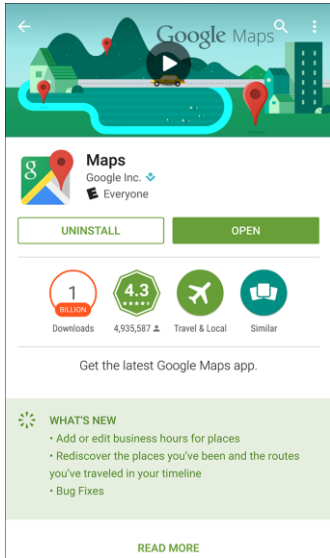 Google Maps
g
Maps
Google Inc.
E Everyone
UNINSTALL OPEN
1
BILLION
4.3
Downloads 4,935,587 Travel & Local Similar
Get the latest Google Maps app.
WHAT'S NEW
• Add or edit business hours for places
• Rediscover the places you've been and the routes
you've traveled in your timeline
• Bug Fixes
READ MORE